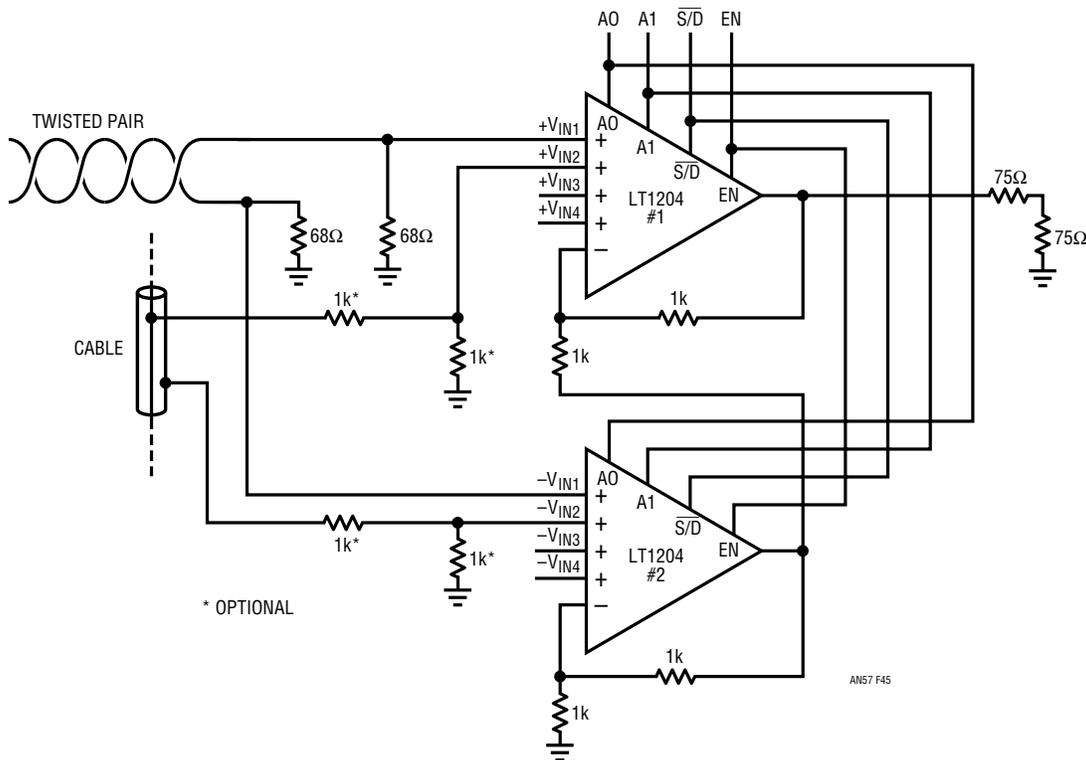 A0 A1 S/D EN
TWISTED PAIR
+VIN1
+VIN2
+VIN3
+VIN4
A0
A1
S/D
EN
LT1204
#1
75Ω
75Ω
68Ω
68Ω
1k*
1k*
1k
1k
CABLE
–VIN1
–VIN2
–VIN3
–VIN4
A0
A1
S/D
EN
LT1204
#2
1k*
1k*
* OPTIONAL
1k
1k
AN57 F45